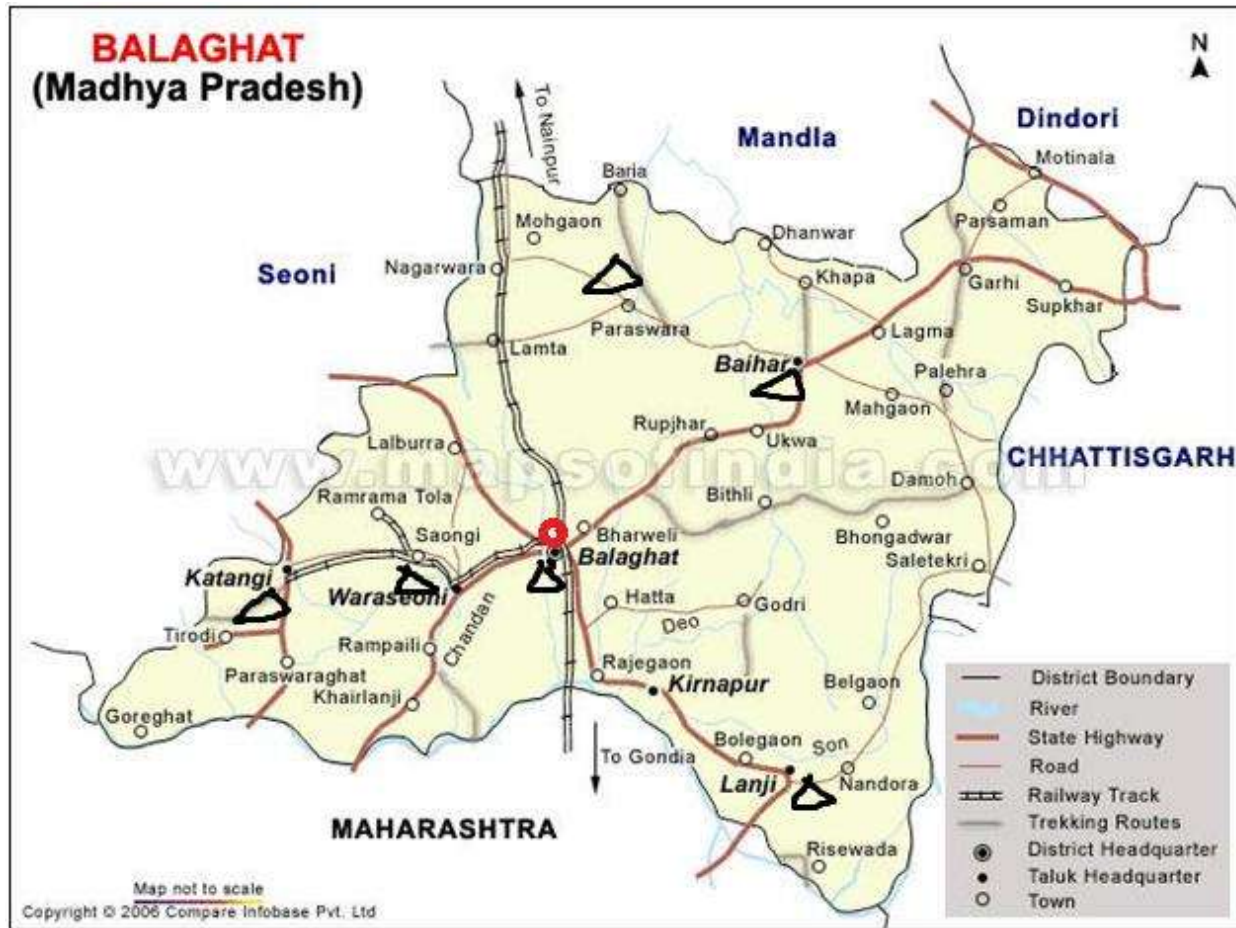 BALAGHAT
(Madhya Pradesh)
N
To Nainpur
Dindori
Mandla
Motinala
Baria
Parsaman
Mohgaon
Dhanwar
Seoni
Nagarwara
Khapa
Garhi
Supkhar
Paraswara
Lagma
Lamta
Baihar
Palehra
Mahgaon
Rupjhar
Ukwa
Lalburra
www.mapsofindia.com
CHHATTISGARH
Damoh
Ramrama Tola
Bithli
Saongi
Bharweli
Bhongadwar
Balaghat
Saletekri
Katangi
Waraseoni
Hatta
Godri
Deo
Chandan
Tirodi
Rampaili
Paraswaraghat
Rajegaon
Kirnapur
Khairlanji
Belgaon
Goreghat
Bolegaon
Son
To Gondia
Lanji
Nandora
MAHARASHTRA
Risewada
District Boundary
River
State Highway
Road
Railway Track
Trekking Routes
District Headquarter
Taluk Headquarter
Town
Map not to scale
Copyright © 2006 Compare Infobase Pvt. Ltd